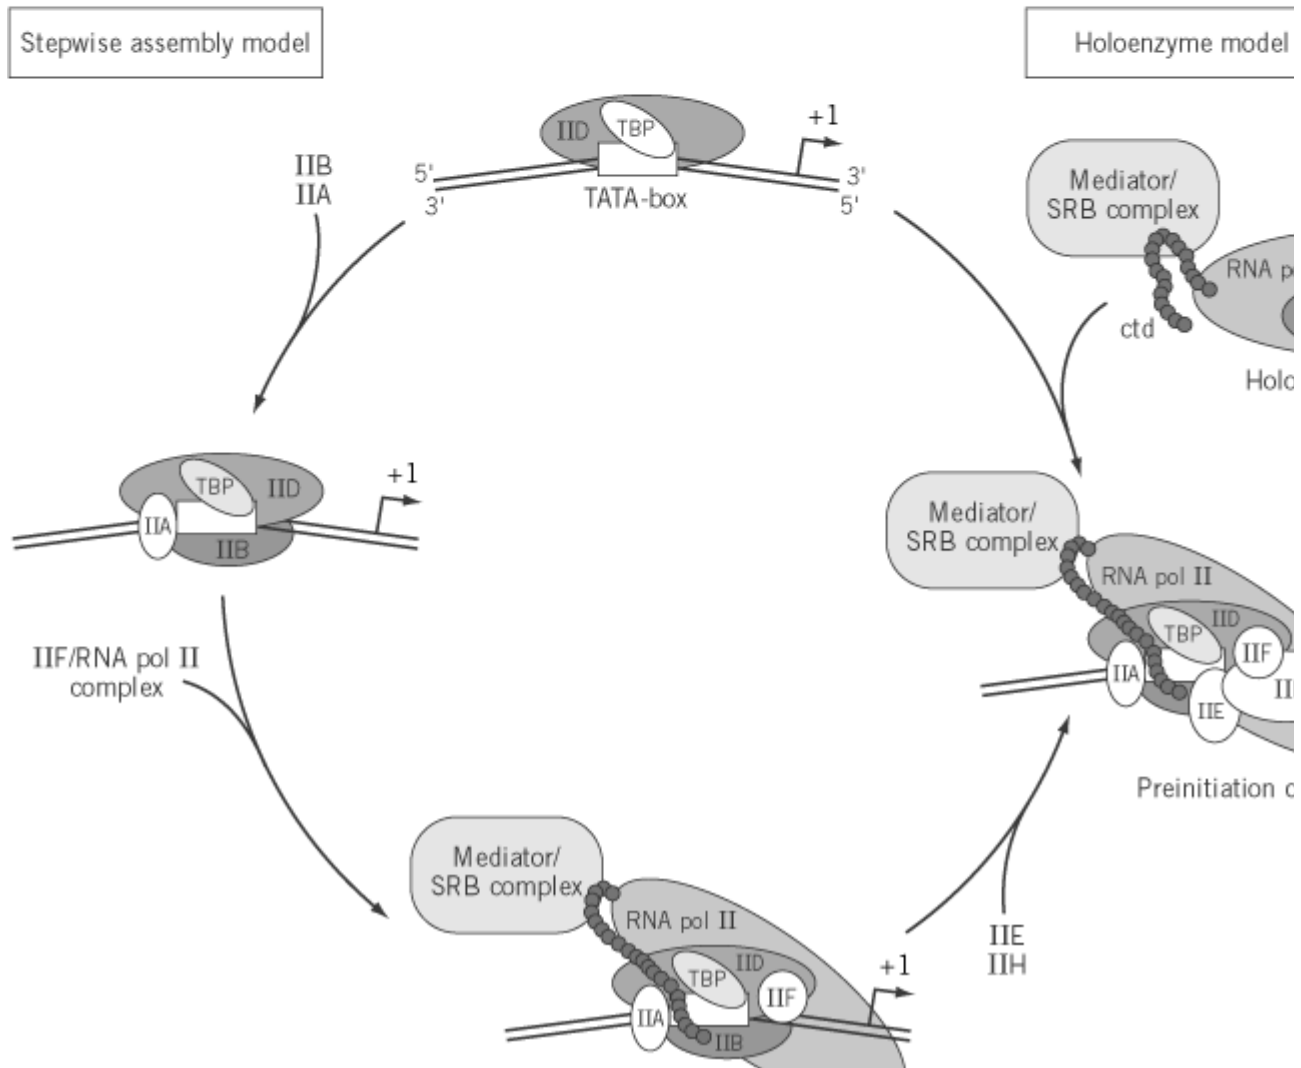 Stepwise assembly model
Holoenzyme model
IID
TBP
+1
5'
3'
3'
5'
TATA-box
IIB
IIA
Mediator/
SRB complex
RNA
ctd
TBP
IID
+1
IIA
IIB
Mediator/
SRB complex
RNA pol II
IID
TBP
IIF
IIA
IIE
IIF/RNA pol II
complex
Preinitiation
Mediator/
SRB complex
RNA pol II
IID
TBP
IIF
+1
IIA
IIB
IIE
IIH